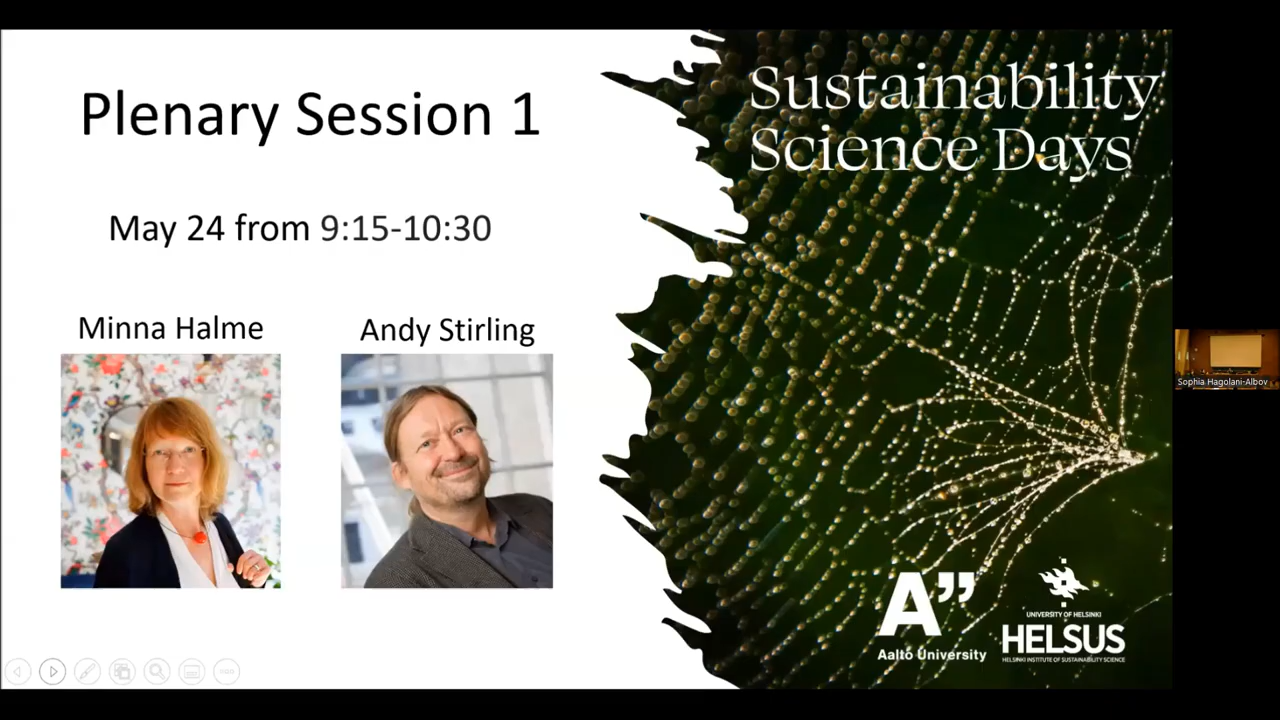 Plenary Session 1
May 24 from 9:15-10:30
Minna Halme
Andy Stirling
Sustainability
Science Days
A”
Aalto University
UNIVERSITY OF HELSINKI
HELSUS
HELSINKI INSTITUTE OF SUSTAINABILITY SCIENCE
Sophia Hagolani-Albov